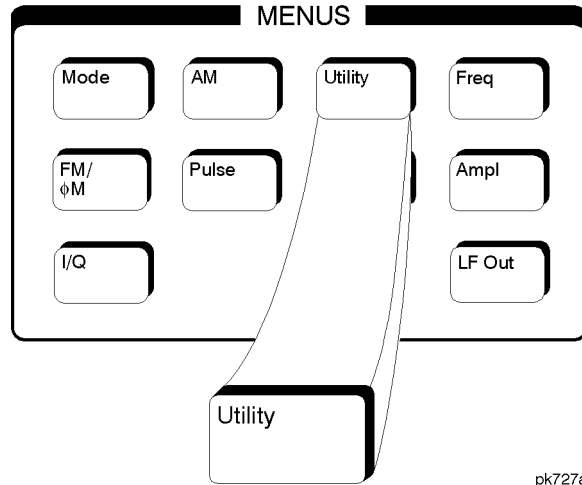 MENUS
Mode
AM
Utility
Freq
FM/
ΦM
Pulse
Ampl
I/Q
LF Out
Utility
pk727a